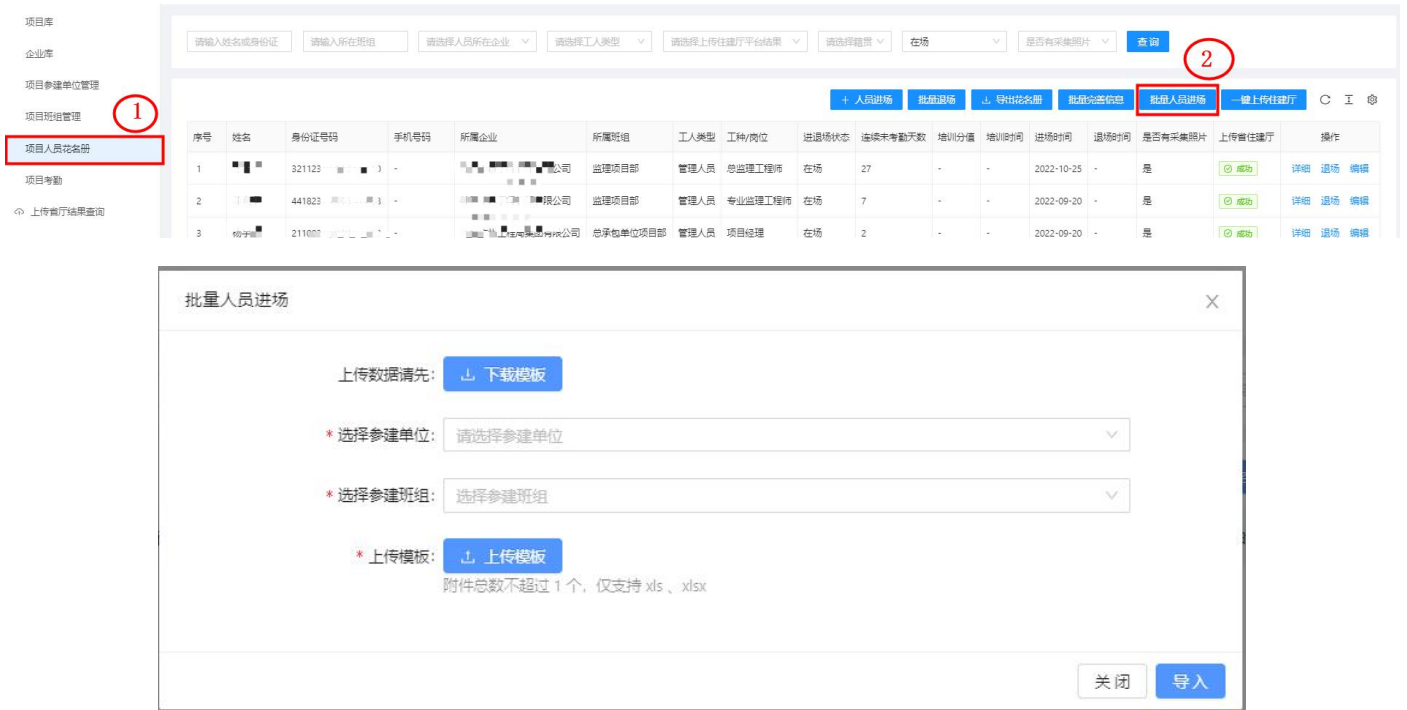 项目库
企业库
项目参建单位管理
项目班组管理
项目人员花名册
项目考勤
上传省厅结果查询
1
请输入姓名或身份证 请输入所在班组 请选择人员所在企业 请选择工人类型 请选择上传住建厅平台结果 请选择籍贯 在场 是否有采集照片 查询
2
+ 人员进场 批量退场 导出花名册 批量完善信息 批量人员进场 一键上传住建厅
序号 姓名 身份证号码 手机号码 所属企业 所属班组 工人类型 工种/岗位 进退场状态 连续未考勤天数 培训分值 培训时间 进场时间 退场时间 是否有采集照片 上传省住建厅 操作
1 321123 - 公司 监理项目部 管理人员 总监理工程师 在场 27 - - 2022-10-25 - 是 成功 详细 退场 编辑
2 441823 - 限公司 监理项目部 管理人员 专业监理工程师 在场 7 - - 2022-09-20 - 是 成功 详细 退场 编辑
3 - 有限公司 总承包单位项目部 管理人员 项目经理 在场 2 - - 2022-09-20 - 是 成功 详细 退场 编辑
批量人员进场
上传数据请先: 下载模板
* 选择参建单位: 请选择参建单位
* 选择参建班组: 选择参建班组
* 上传模板: 上传模板
附件总数不超过 1 个, 仅支持 xls 、xlsx
关闭 导入